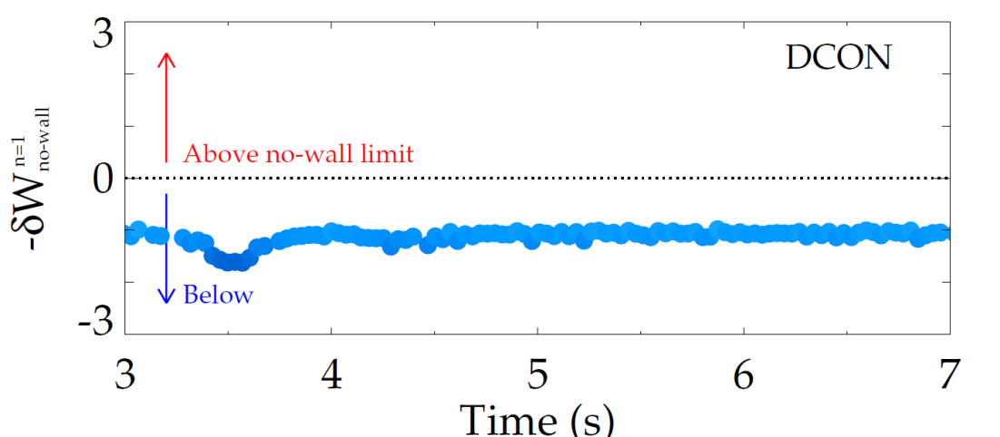 3
DCON
-δW n=1 no-wall
Above no-wall limit
0
Below
-3
3 4 5 6 7
Time (s)